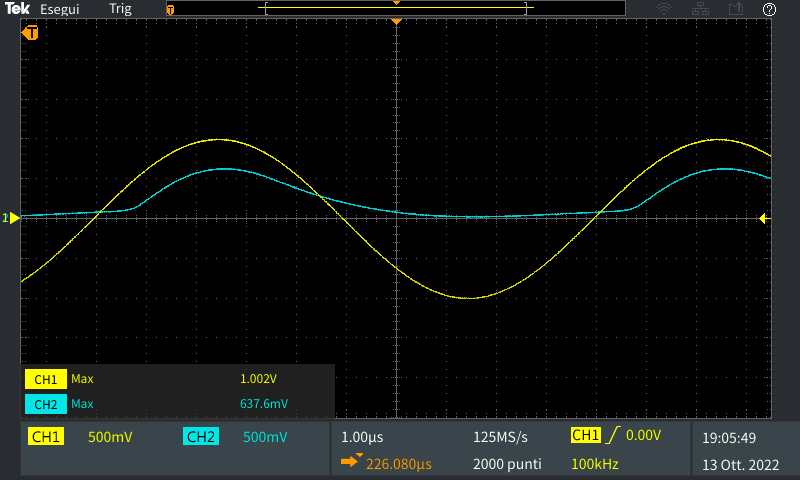 Tek Esegui Trig T ?
T
1
CH1 Max 1.002V
CH2 Max 637.6mV
CH1 500mV CH2 500mV 1.00µs 125MS/s CH1 0.00V 19:05:49
226.080µs 2000 punti 100kHz 13 Ott. 2022